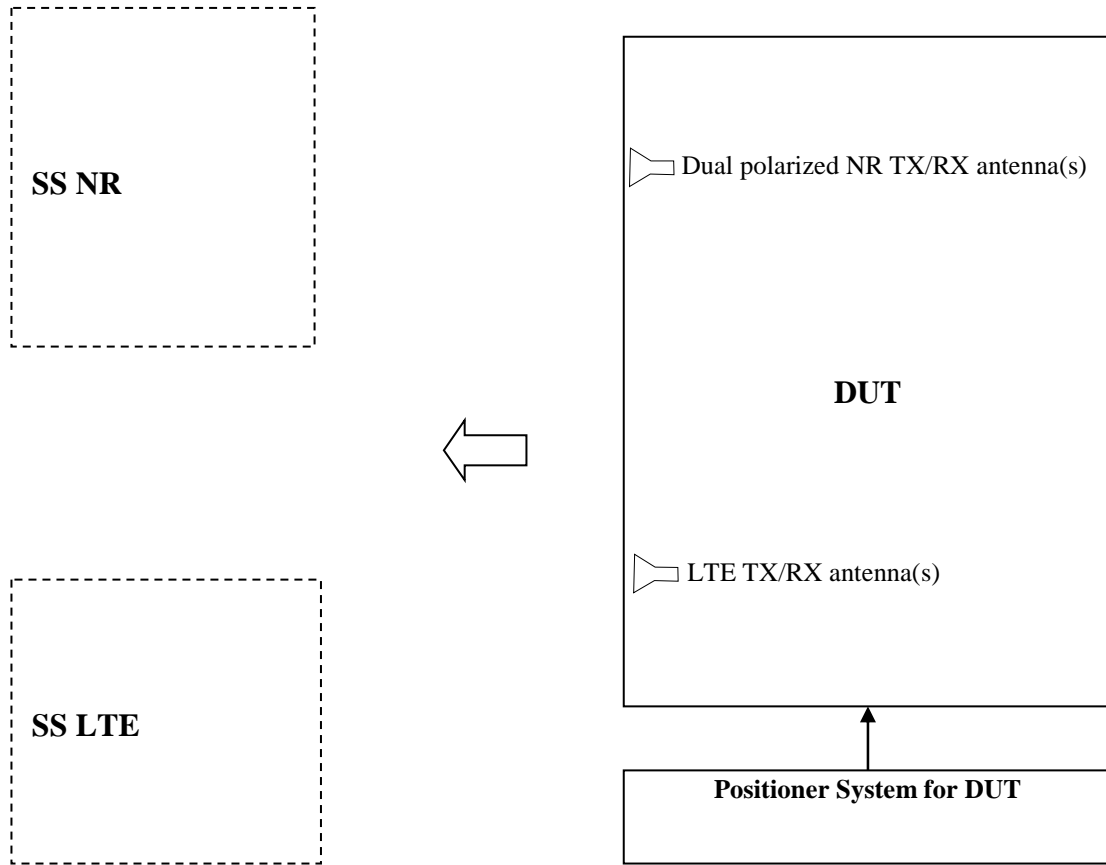 SS NR
Dual polarized NR TX/RX antenna(s)
DUT
LTE TX/RX antenna(s)
SS LTE
Positioner System for DUT